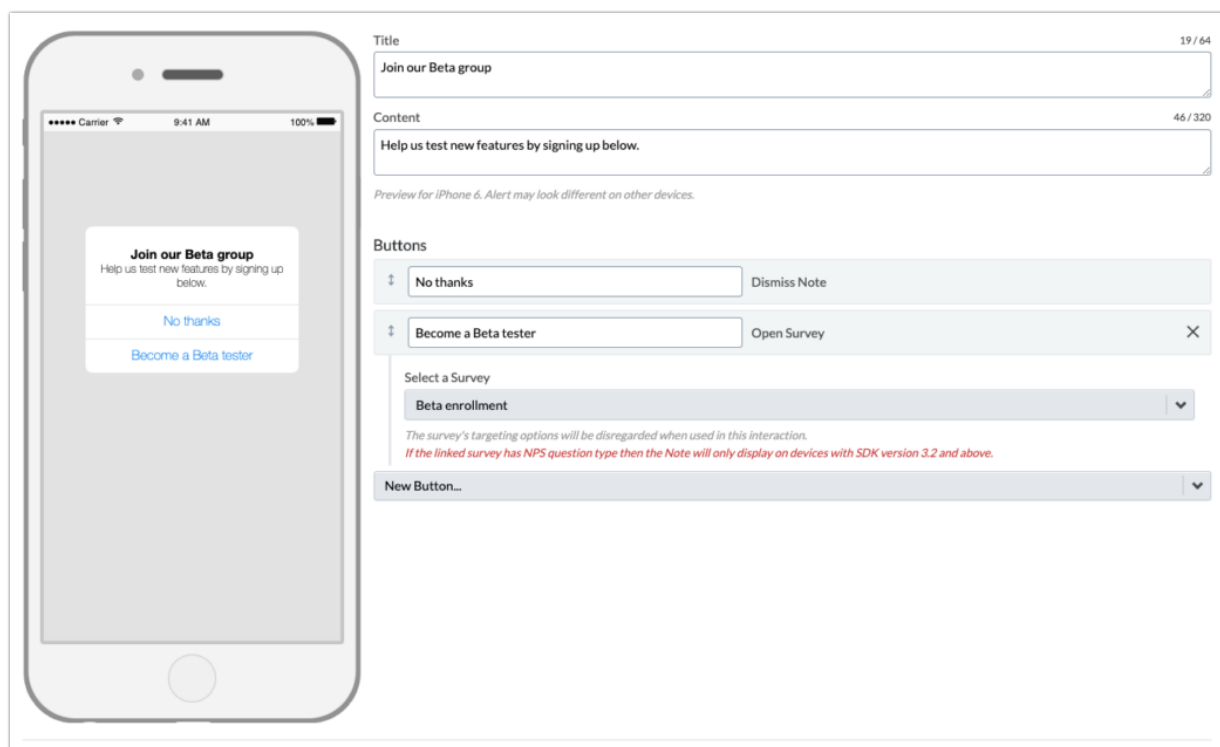 ●●●●● Carrier 9:41 AM 100%
Join our Beta group
Help us test new features by signing up
below.
No thanks
Become a Beta tester
Title 19 / 64
Join our Beta group
Content 46 / 320
Help us test new features by signing up below.
Preview for iPhone 6. Alert may look different on other devices.
Buttons
No thanks Dismiss Note
Become a Beta tester Open Survey
Select a Survey
Beta enrollment
The survey's targeting options will be disregarded when used in this interaction.
If the linked survey has NPS question type then the Note will only display on devices with SDK version 3.2 and above.
New Button...